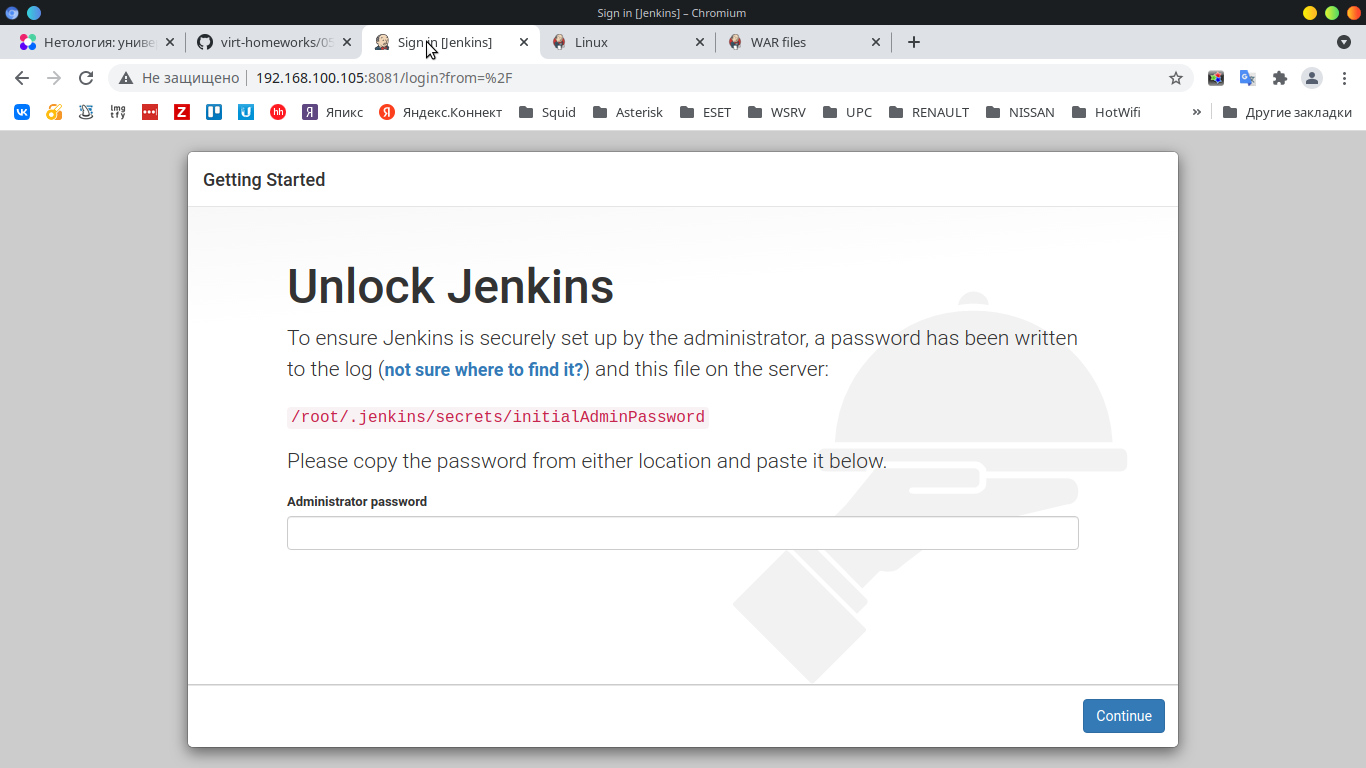 Sign in [Jenkins] – Chromium
Нетология: униве
virt-homeworks/05
Sign in [Jenkins]
Linux
WAR files
Не защищено
192.168.100.105:8081/login?from=%2F
Img
tfy
Z
hh
Я Япикс
Я Яндекс.Коннект
Squid
Asterisk
ESET
WSRV
UPC
RENAULT
NISSAN
HotWifi
»
Другие закладки
Getting Started
Unlock Jenkins
To ensure Jenkins is securely set up by the administrator, a password has been written
to the log (not sure where to find it?) and this file on the server:
/root/.jenkins/secrets/initialAdminPassword
Please copy the password from either location and paste it below.
Administrator password
Continue